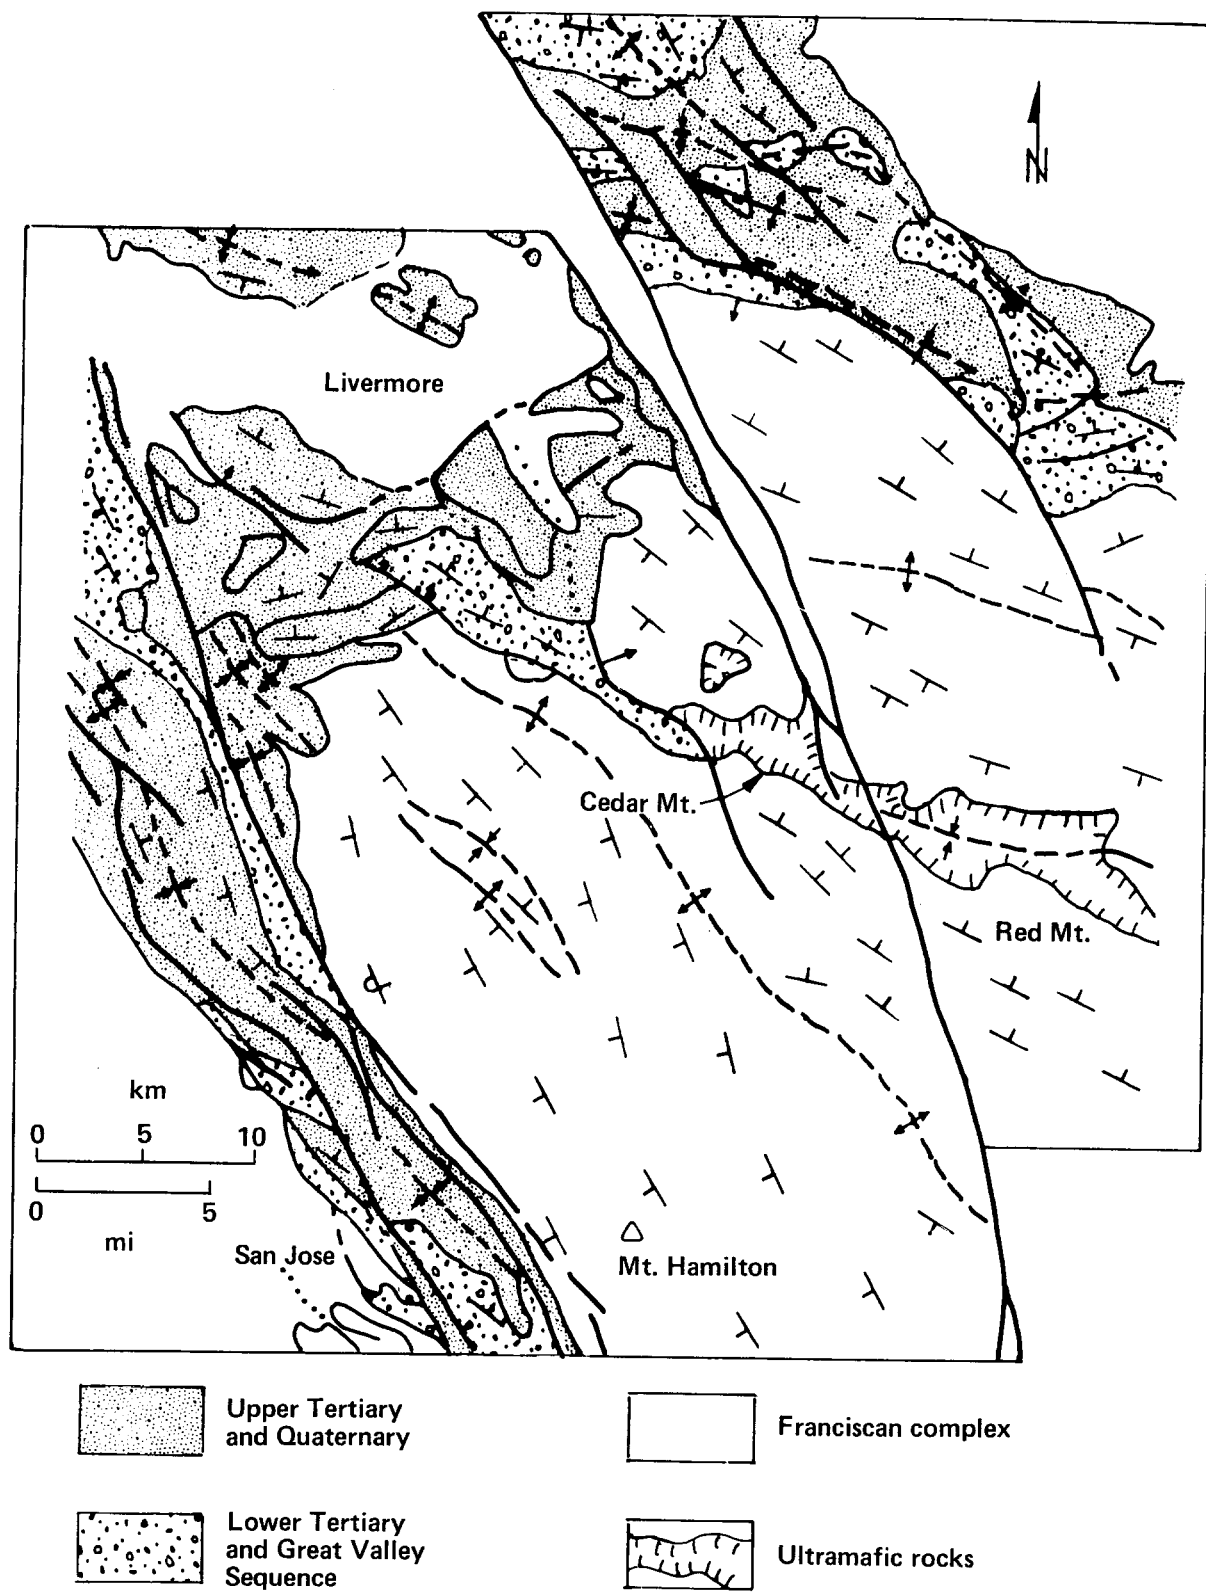 N
Livermore
Cedar Mt.
Red Mt.
km
0 5 10
0 5
mi
San Jose
Mt. Hamilton
Upper Tertiary
and Quaternary
Franciscan complex
Lower Tertiary
and Great Valley
Sequence
Ultramafic rocks